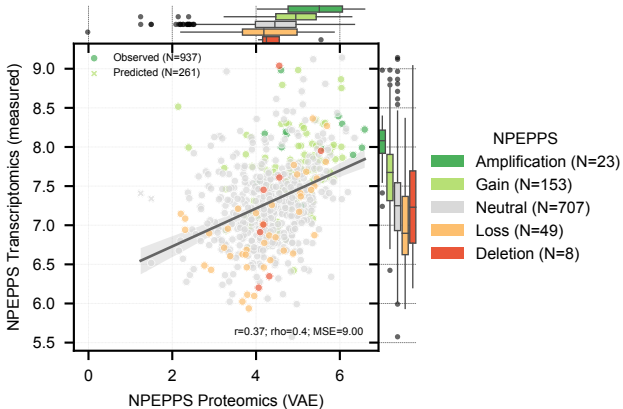 Observed (N=937)
Predicted (N=261)
NPEPPS Transcriptomics (measured)
9.0
8.5
8.0
7.5
7.0
6.5
6.0
5.5
r=0.37; rho=0.4; MSE=9.00
0 2 4 6
NPEPPS Proteomics (VAE)
NPEPPS
Amplification (N=23)
Gain (N=153)
Neutral (N=707)
Loss (N=49)
Deletion (N=8)